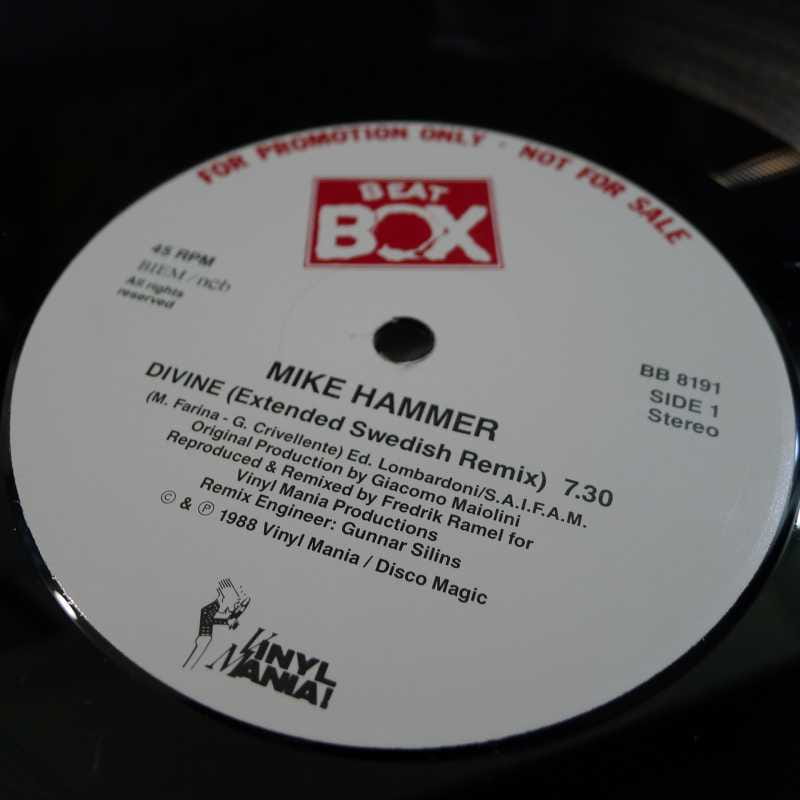 FOR PROMOTION ONLY · NOT FOR SALE
BEAT
BOX
45 RPM
BIEM/ncb
All rights
reserved
BB 8191
SIDE 1
Stereo
MIKE HAMMER
DIVINE (Extended Swedish Remix) 7.30
(M. Farina - G. Crivellente) Ed. Lombardoni/S.A.I.F.A.M.
Original Production by Giacomo Maiolini
Reproduced & Remixed by Fredrik Ramel for
Vinyl Mania Productions
Remix Engineer: Gunnar Silins
© & ℗ 1988 Vinyl Mania / Disco Magic
VINYL
MANIA!